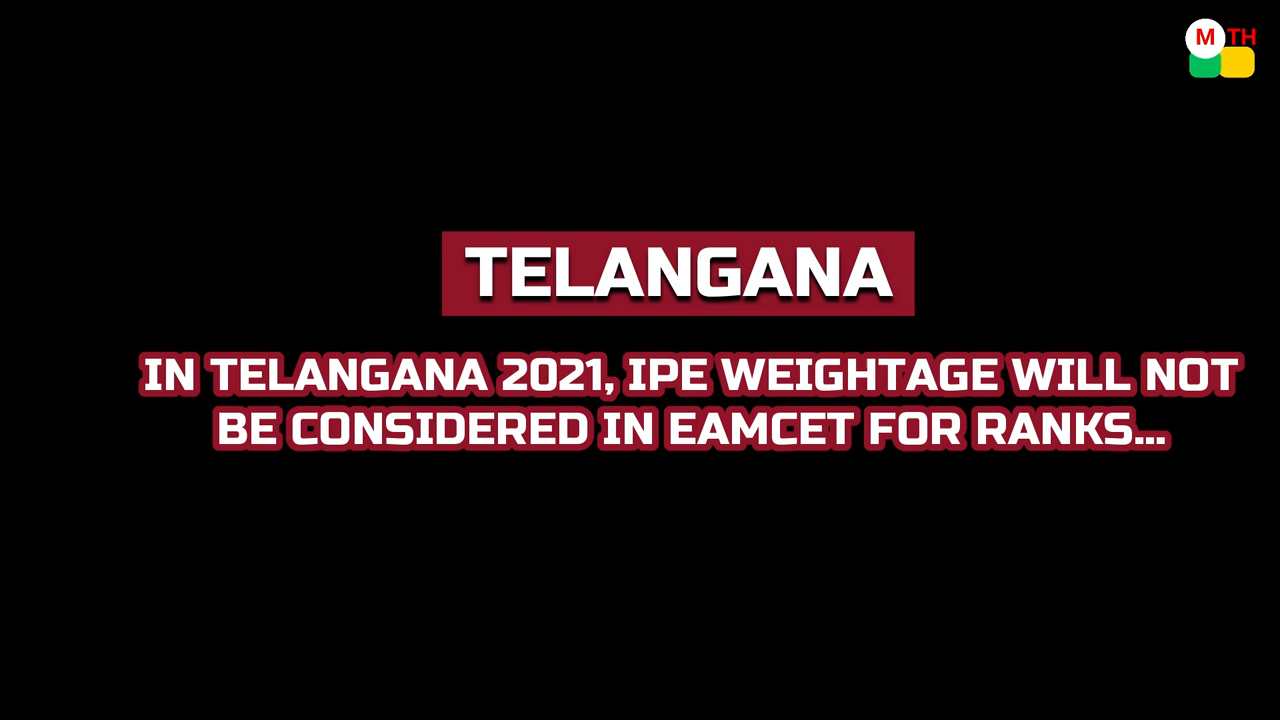 M TH
TELANGANA
IN TELANGANA 2021, IPE WEIGHTAGE WILL NOT
BE CONSIDERED IN EAMCET FOR RANKS...